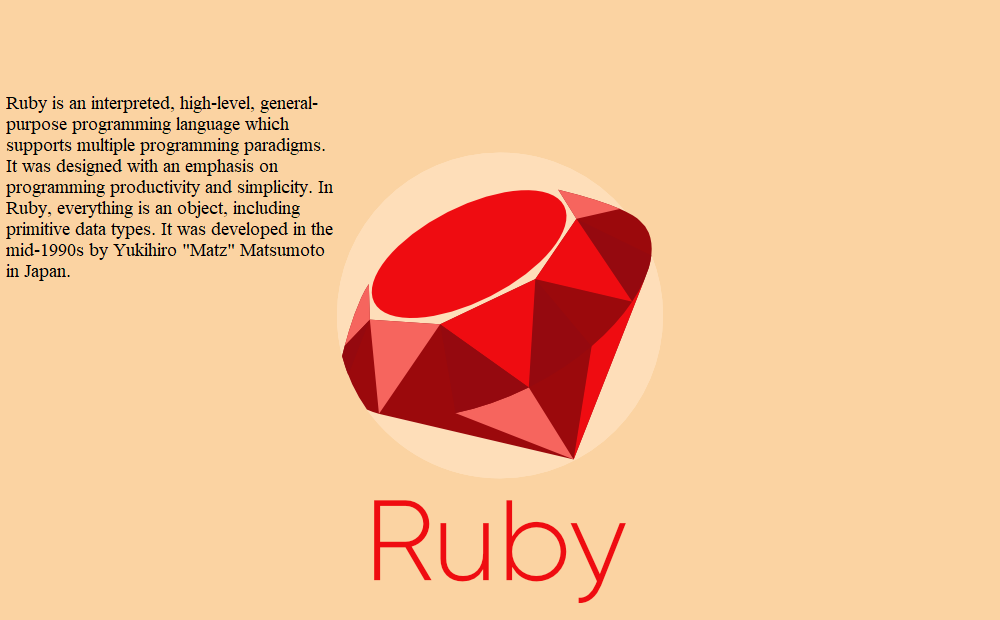 Ruby is an interpreted, high-level, general-
purpose programming language which
supports multiple programming paradigms.
It was designed with an emphasis on
programming productivity and simplicity. In
Ruby, everything is an object, including
primitive data types. It was developed in the
mid-1990s by Yukihiro "Matz" Matsumoto
in Japan.
Ruby